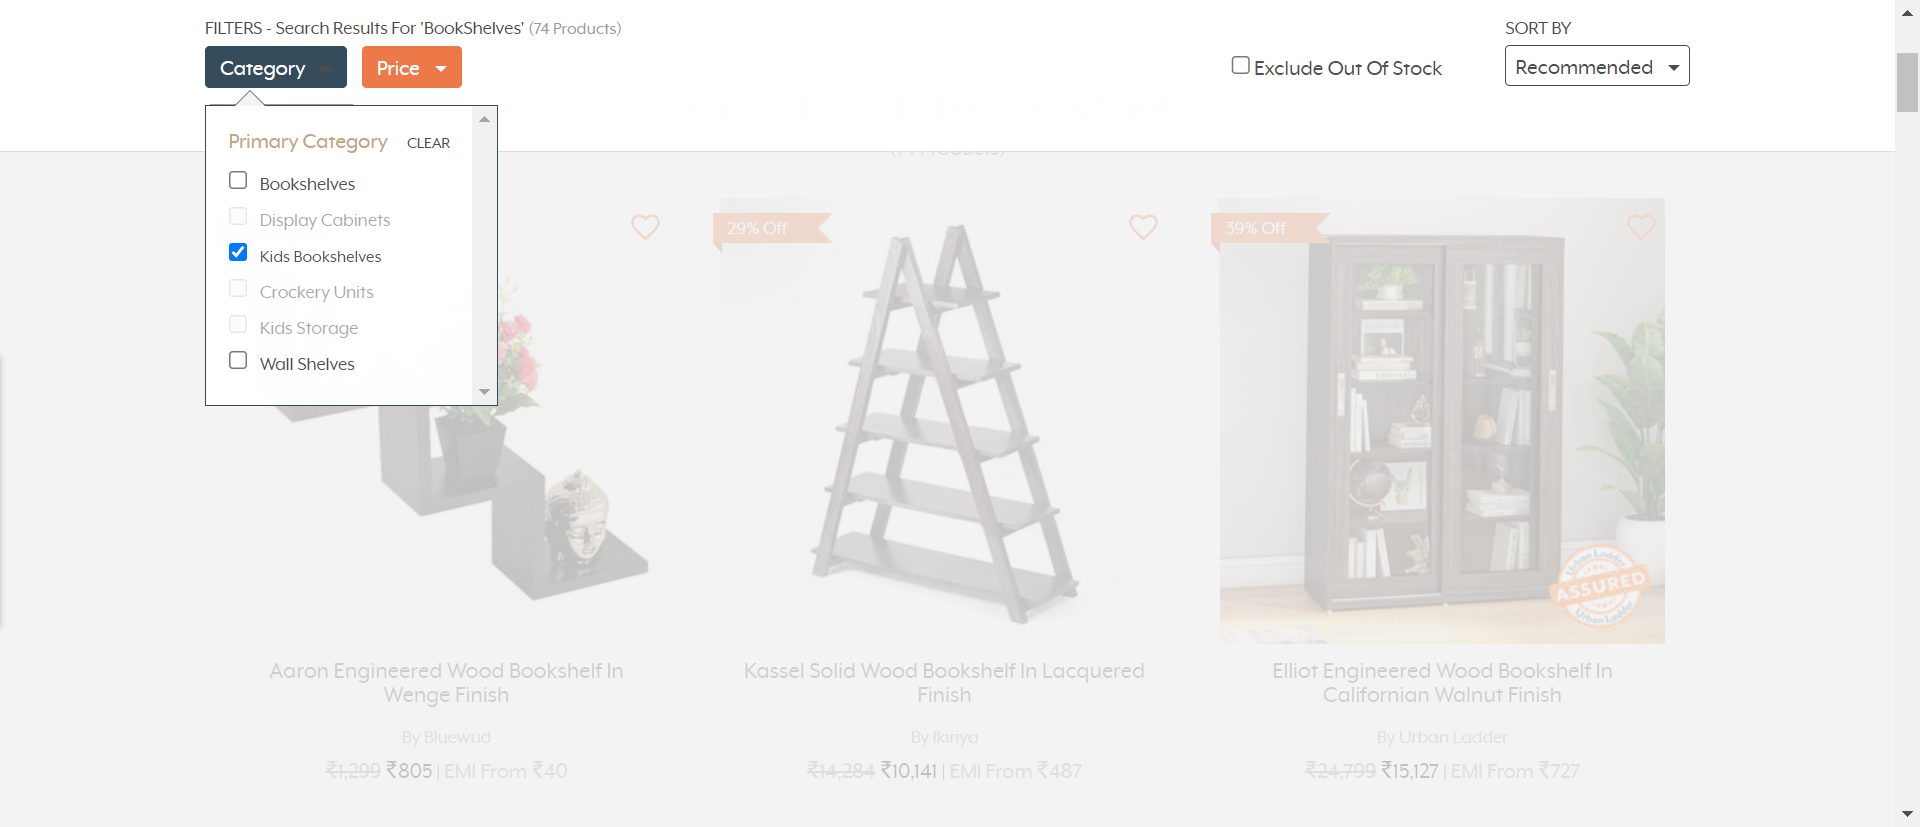 FILTERS - Search Results For 'BookShelves' (74 Products)
SORT BY
Category
Price
Exclude Out Of Stock
Recommended
Primary Category CLEAR
Bookshelves
Display Cabinets
Kids Bookshelves
Crockery Units
Kids Storage
Wall Shelves
29% Off
39% Off
Urban Ladder
ASSURED
Urban Ladder
Aaron Engineered Wood Bookshelf In
Wenge Finish
By Bluewud
₹1,299 ₹805 | EMI From ₹40
Kassel Solid Wood Bookshelf In Lacquered
Finish
By Ikiriya
₹14,284 ₹10,141 | EMI From ₹487
Elliot Engineered Wood Bookshelf In
Californian Walnut Finish
By Urban Ladder
₹24,799 ₹15,127 | EMI From ₹727